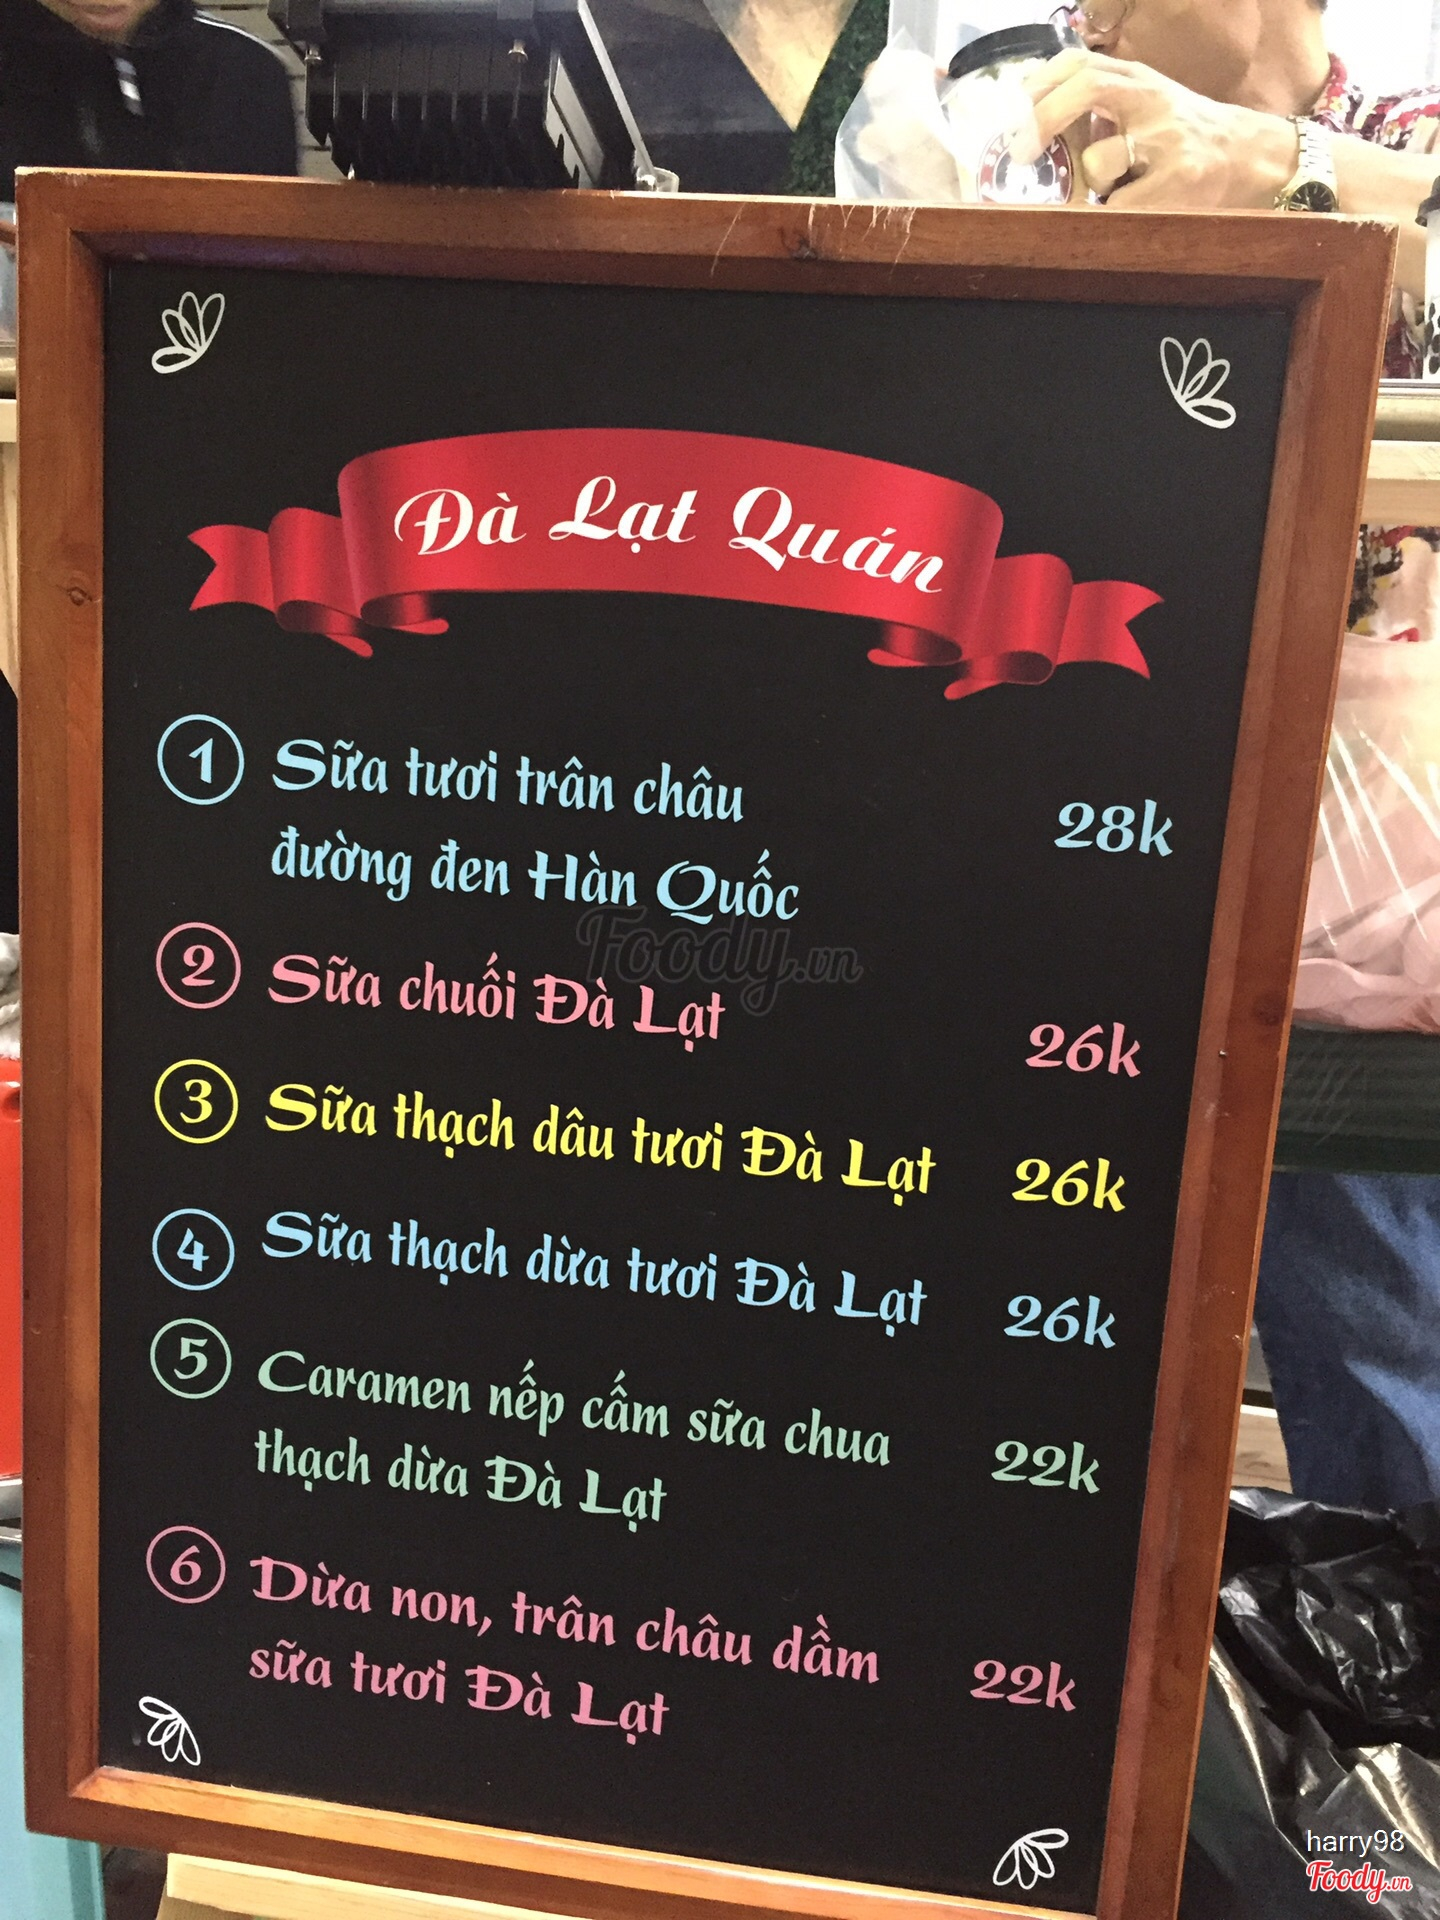 Đà Lạt Quán
1 Sữa tươi trân châu 28k
đường đen Hàn Quốc
Foody.vn
2 Sữa chuối Đà Lạt 26k
3 Sữa thạch dâu tươi Đà Lạt 26k
4 Sữa thạch dừa tươi Đà Lạt 26k
5 Caramen nếp cấm sữa chua 22k
thạch dừa Đà Lạt
6 Dừa non, trân châu dầm 22k
sữa tươi Đà Lạt
harry98
Foody.vn